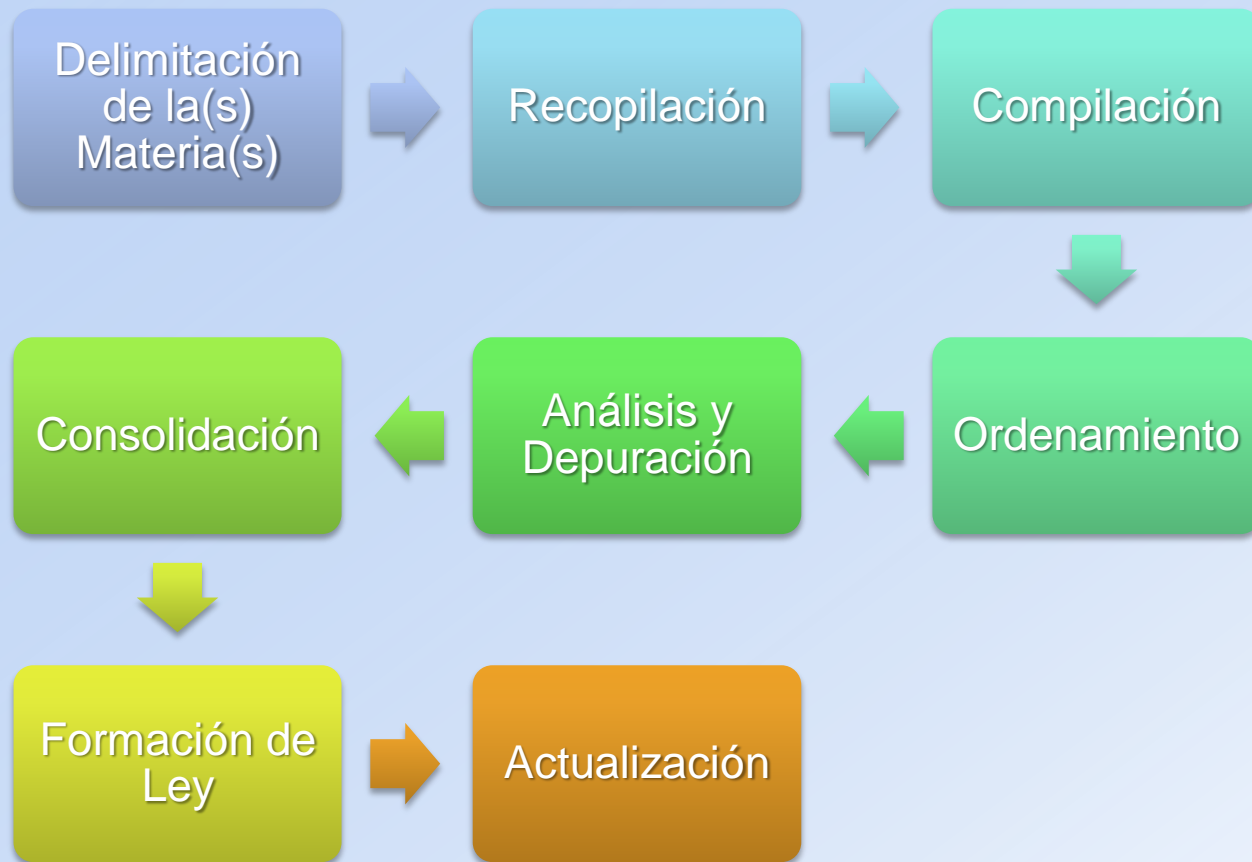 Delimitación
de la(s)
Materia(s)
Recopilación
Compilación
Ordenamiento
Análisis y
Depuración
Consolidación
Formación de
Ley
Actualización